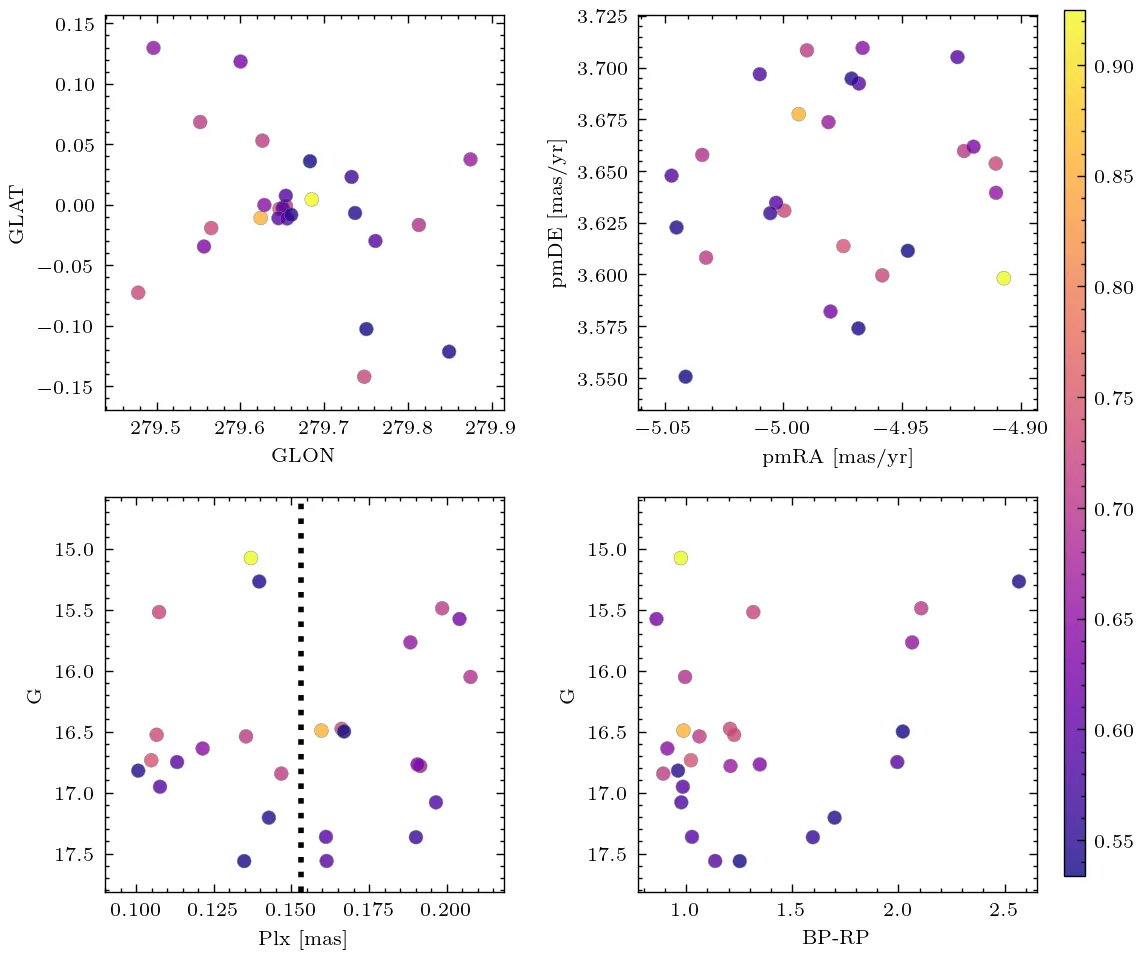 0.15
0.10
0.05
0.00
−0.05
−0.10
−0.15
GLAT
279.5 279.6 279.7 279.8 279.9
GLON
3.725
3.700
3.675
3.650
3.625
3.600
3.575
3.550
pmDE [mas/yr]
−5.05 −5.00 −4.95 −4.90
pmRA [mas/yr]
0.90
0.85
0.80
0.75
0.70
0.65
0.60
0.55
15.0
15.5
16.0
16.5
17.0
17.5
G
0.100 0.125 0.150 0.175 0.200
Plx [mas]
15.0
15.5
16.0
16.5
17.0
17.5
G
1.0 1.5 2.0 2.5
BP-RP